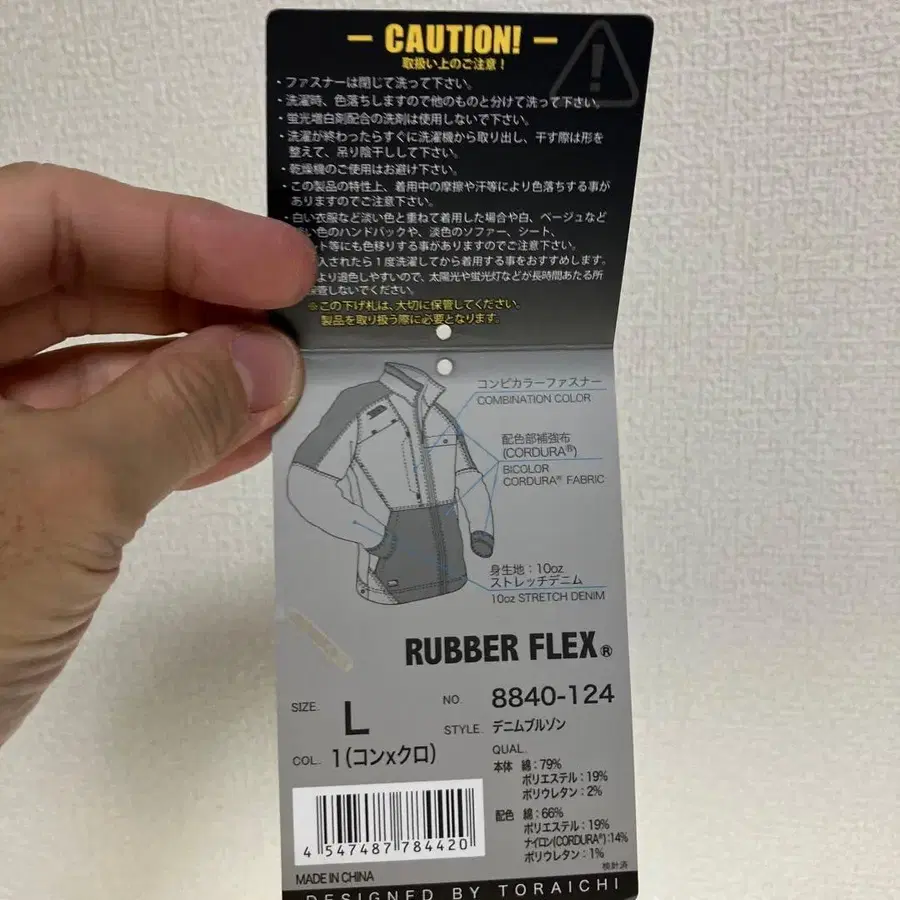 CAUTION!
取扱い上のご注意!
・ファスナーは閉じて洗って下さい。
・洗濯時、色落ちしますので他のものと分けて洗って下さい。
・蛍光増白剤配合の洗剤は使用しないで下さい。
・洗濯が終わったらすぐに洗濯機から取り出し、干す際は形を
整えて、吊り陰干しして下さい。
・乾燥機のご使用はお避け下さい。
・この製品の特性上、着用中の摩擦や汗等により色落ちする事が
ありますのでご注意下さい。
・白い衣服など淡い色と重ねて着用した場合や白、ベージュなど
い色のハンドバックや、淡色のソファー、シート、
ト等にも色移りする事がありますのでご注意下さい。
入されたら1度洗濯してから着用する事をおすすめします。
より退色しやすいので、太陽光や蛍光灯などが長時間あたる所
保管しないでください。
※この下げ札は、大切に保管してください。
製品を取り扱う際に必要となります。
コンビカラーファスナー
COMBINATION COLOR
配色部補強布
(CORDURA®)
BICOLOR
CORDURA® FABRIC
身生地:10oz
ストレッチデニム
10oz STRETCH DENIM
RUBBER FLEX®
SIZE. L
NO. 8840-124
STYLE. デニムブルゾン
COL. 1(コンxクロ)
QUAL.
本体 綿:79%
ポリエステル:19%
ポリウレタン:2%
配色 綿:66%
ポリエステル:19%
ナイロン(CORDURA®):14%
ポリウレタン:1%
検針済
4 547487 784420
MADE IN CHINA
DESIGNED BY TORAICHI